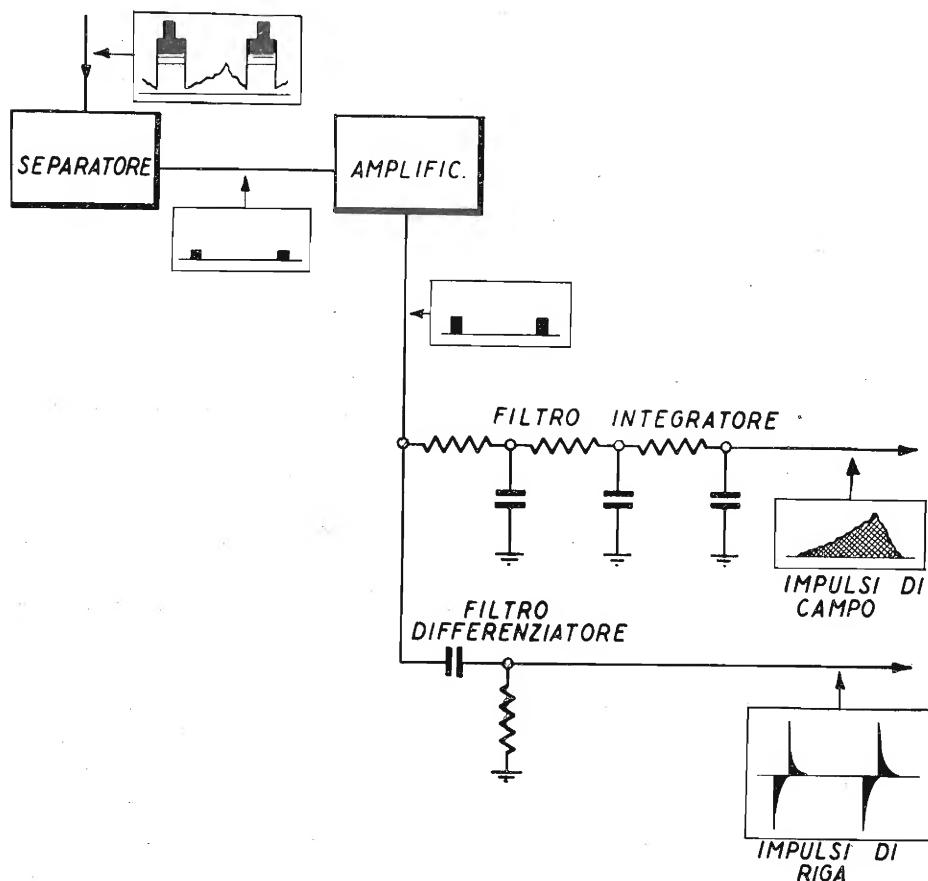 SEPARATORE
AMPLIFIC.
FILTRO INTEGRATORE
IMPULSI DI
CAMPO
FILTRO
DIFFERENZIATORE
IMPULSI DI
RIGA